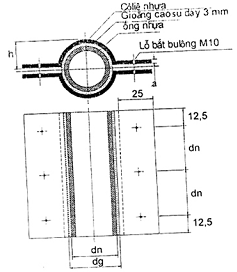 Côliê nhựa
Gioăng cao su dày 3 mm
ống nhựa
Lỗ bắt bulông M10
h
25
12,5
dn
dn
12,5
dn
dg